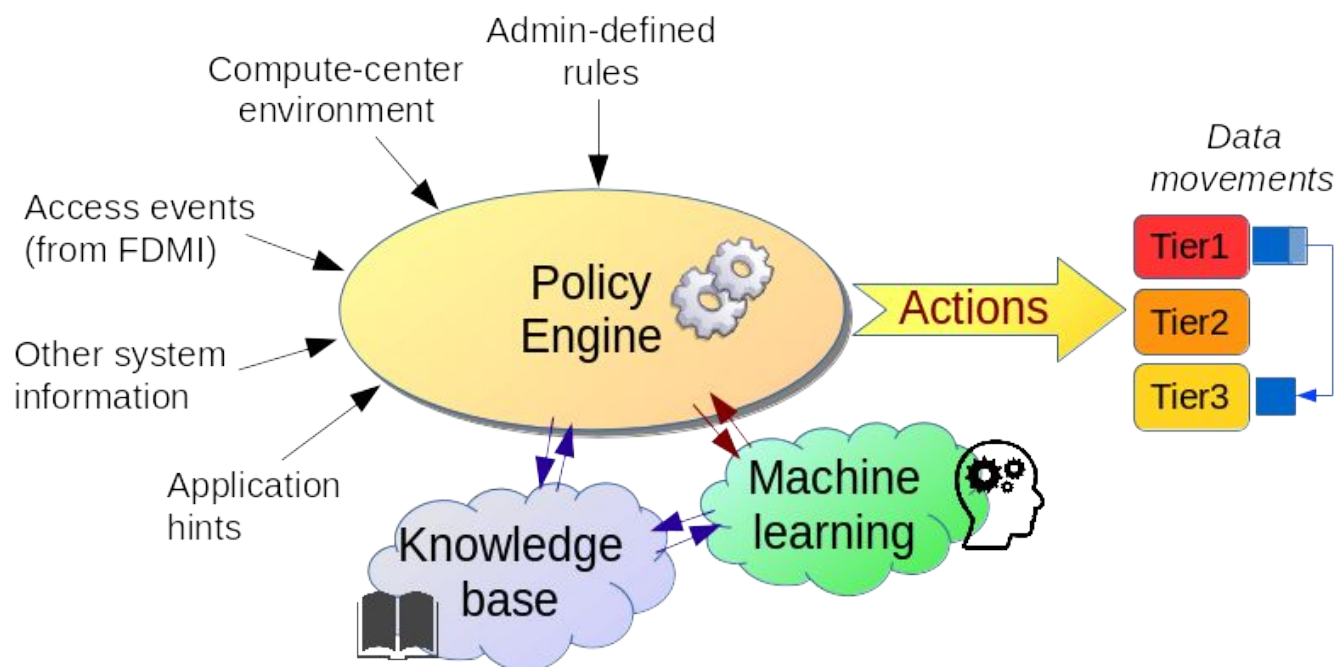 Admin-defined
rules
Compute-center
environment
Access events
(from FDMI)
Other system
information
Application
hints
Policy
Engine
Actions
Data
movements
Tier1
Tier2
Tier3
Knowledge
base
Machine
learning